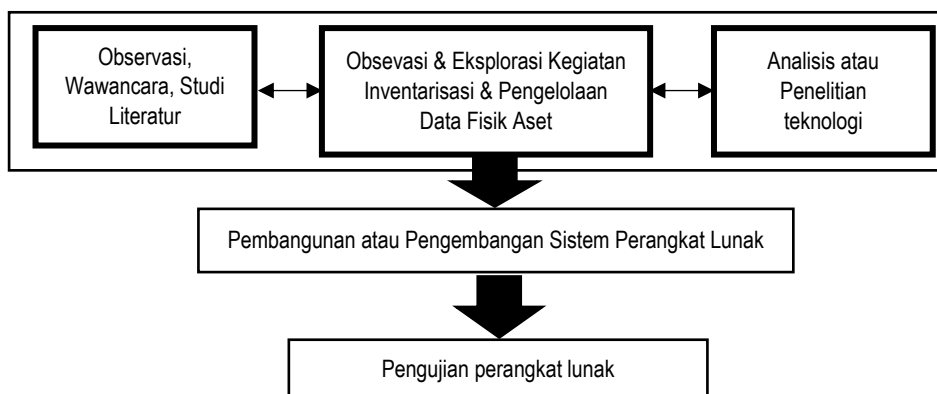 Observasi,
Wawancara, Studi
Literatur
Obsevasi & Eksplorasi Kegiatan
Inventarisasi & Pengelolaan
Data Fisik Aset
Analisis atau
Penelitian
teknologi
Pembangunan atau Pengembangan Sistem Perangkat Lunak
Pengujian perangkat lunak